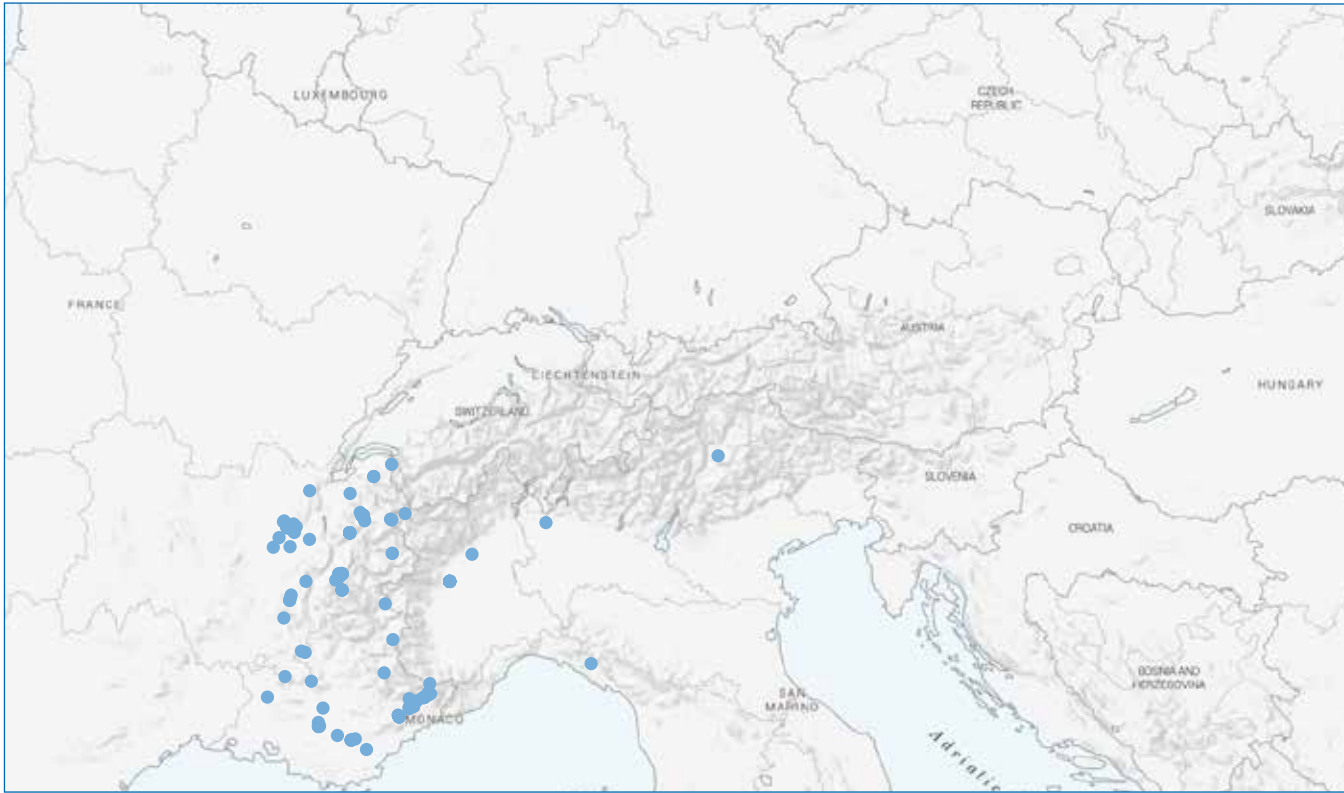 LUXEMBOURG
CZECH
REPUBLIC
SLOVAKIA
FRANCE
AUSTRIA
LIECHTENSTEIN
HUNGARY
SWITZERLAND
SLOVENIA
CROATIA
BOSNIA AND
HERZEGOVINA
SAN
MARINO
MONACO
Adriatic